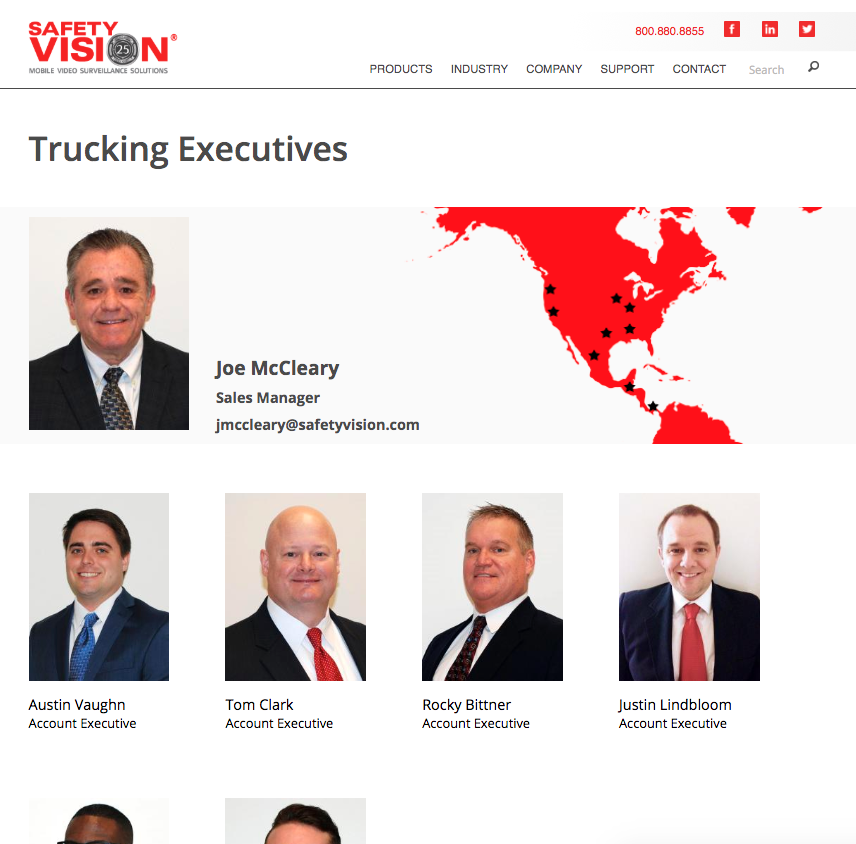 SAFETY
VISION®
25
MOBILE VIDEO SURVEILLANCE SOLUTIONS
800.880.8855
PRODUCTS INDUSTRY COMPANY SUPPORT CONTACT Search
Trucking Executives
Joe McCleary
Sales Manager
jmccleary@safetyvision.com
Austin Vaughn
Account Executive
Tom Clark
Account Executive
Rocky Bittner
Account Executive
Justin Lindbloom
Account Executive